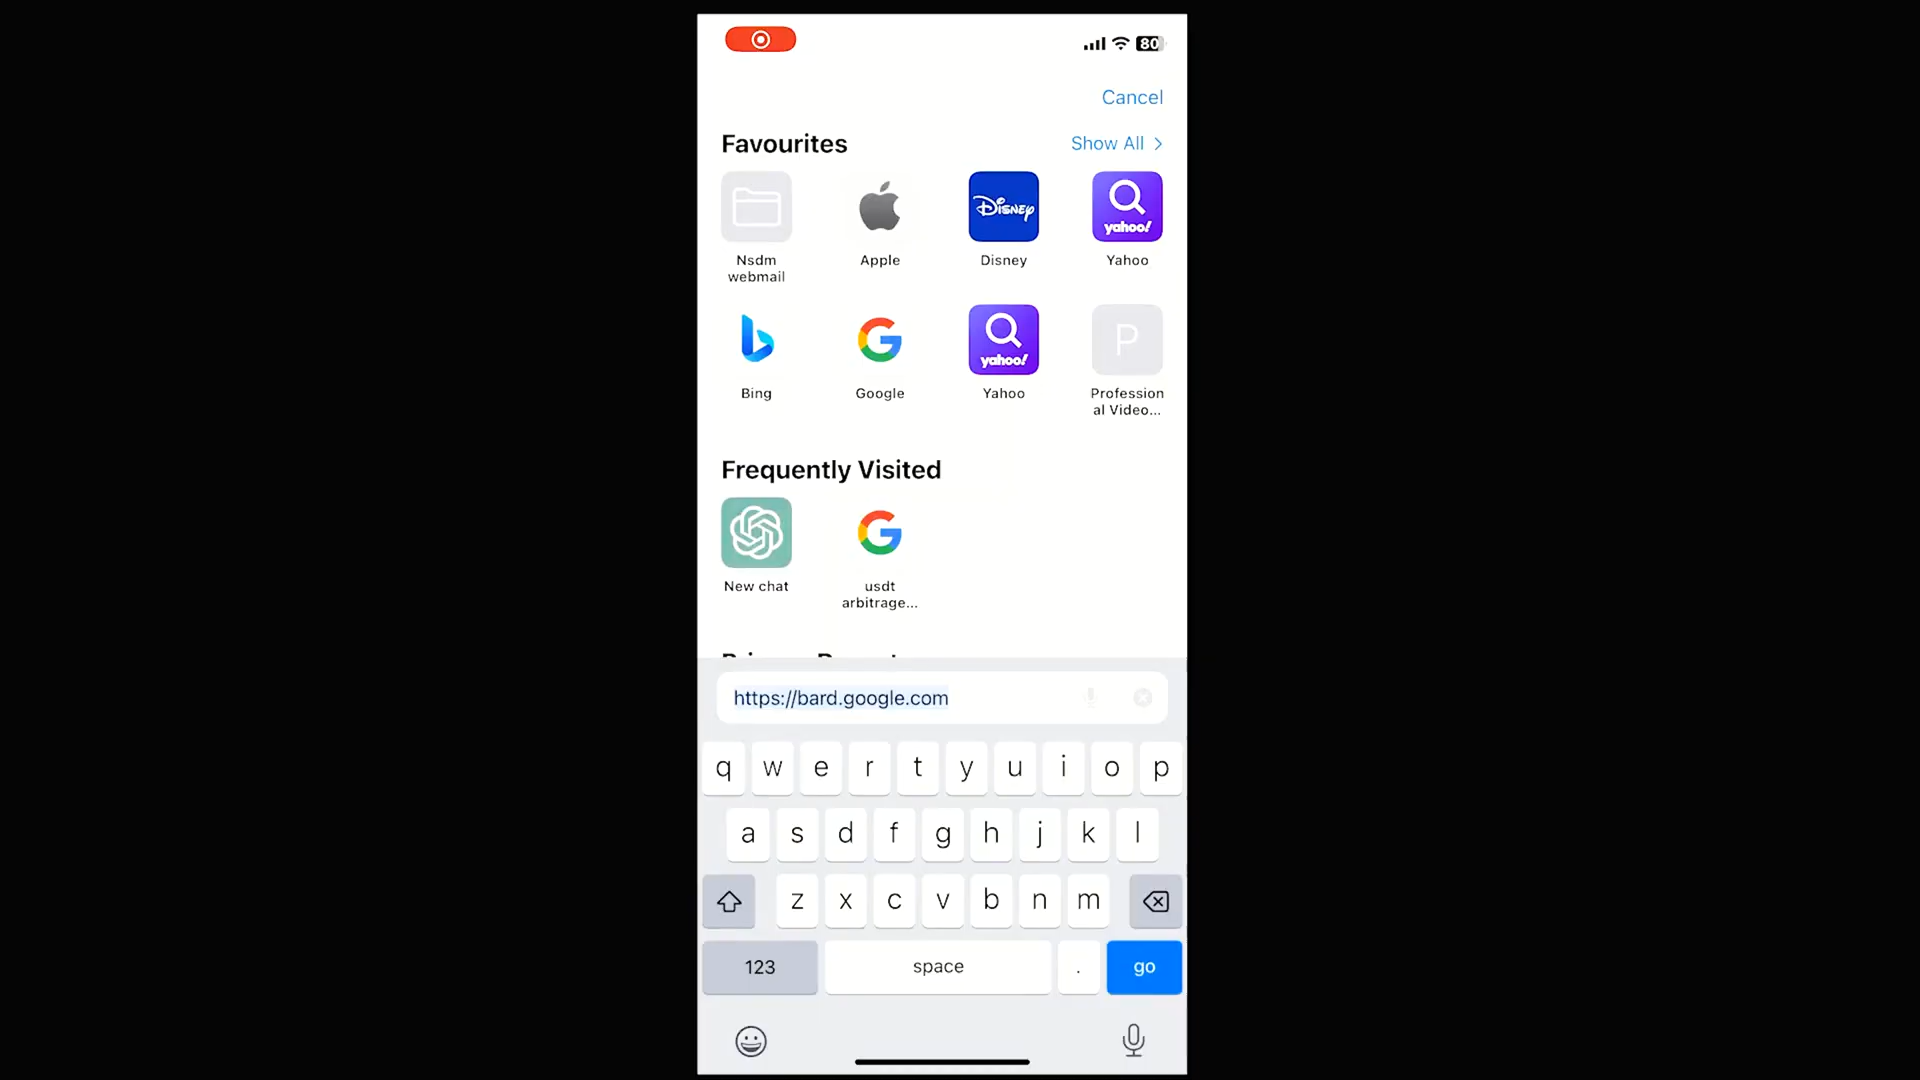 80
Cancel
Favourites
Show All
DISNEY
yahoo!
Nsdm
webmail
Apple
Disney
Yahoo
yahoo!
P
Bing
Google
Yahoo
Profession
al Video...
Frequently Visited
New chat
usdt
arbitrage...
https://bard.google.com
q w e r t y u i o p
a s d f g h j k l
z x c v b n m
123 space . go